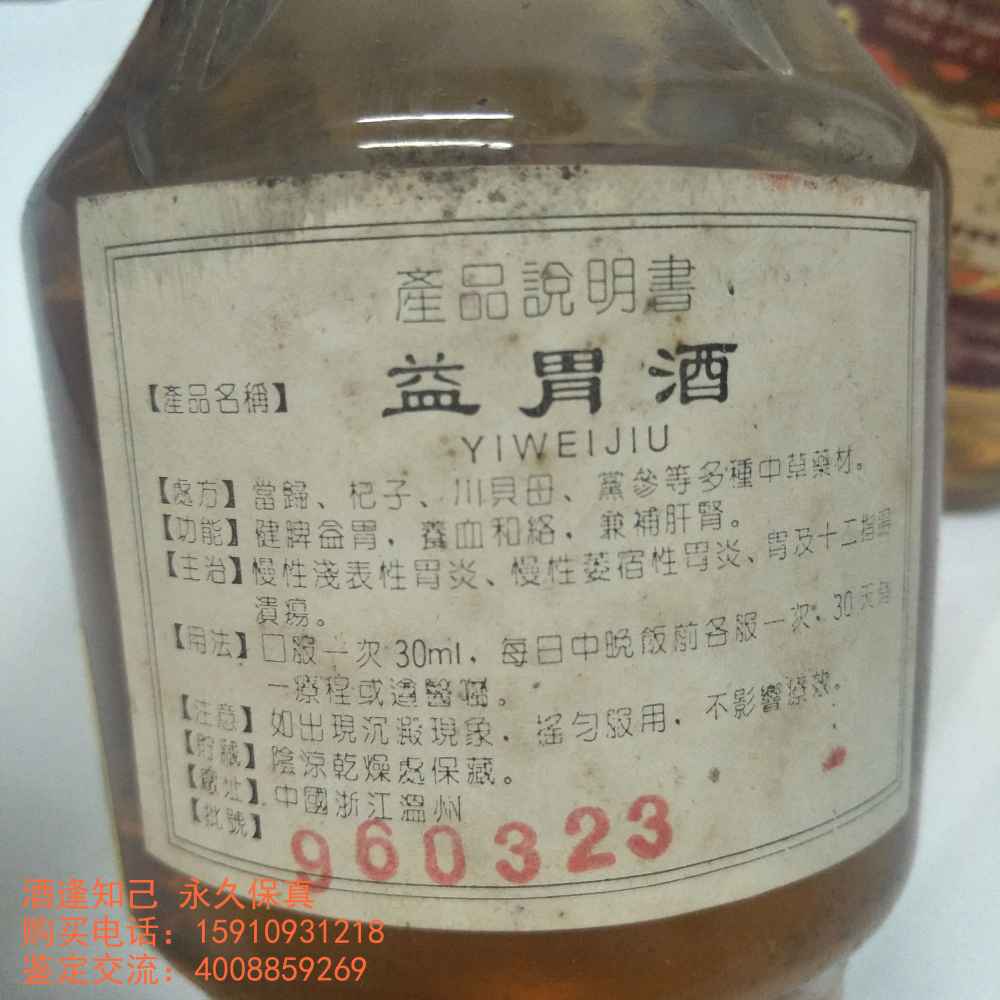 產品說明書
【產品名稱】 益胃酒
YIWEIJIU
【處方】當歸、杞子、川貝母、黨參等多種中草藥材。
【功能】健脾益胃，養血和絡，兼補肝腎。
【主治】慢性淺表性胃炎、慢性萎宿性胃炎、胃及十二指腸
潰瘍。
【用法】口服一次30ml，每日中晚飯前各服一次，30天為
一療程或遵醫囑。
【注意】如出現沉澱現象，搖勻服用，不影響療效。
【貯藏】陰涼乾燥處保藏。
【廠址】中國浙江溫州
【批號】960323
酒逢知己 永久保真
购买电话：15910931218
鉴定交流：4008859269